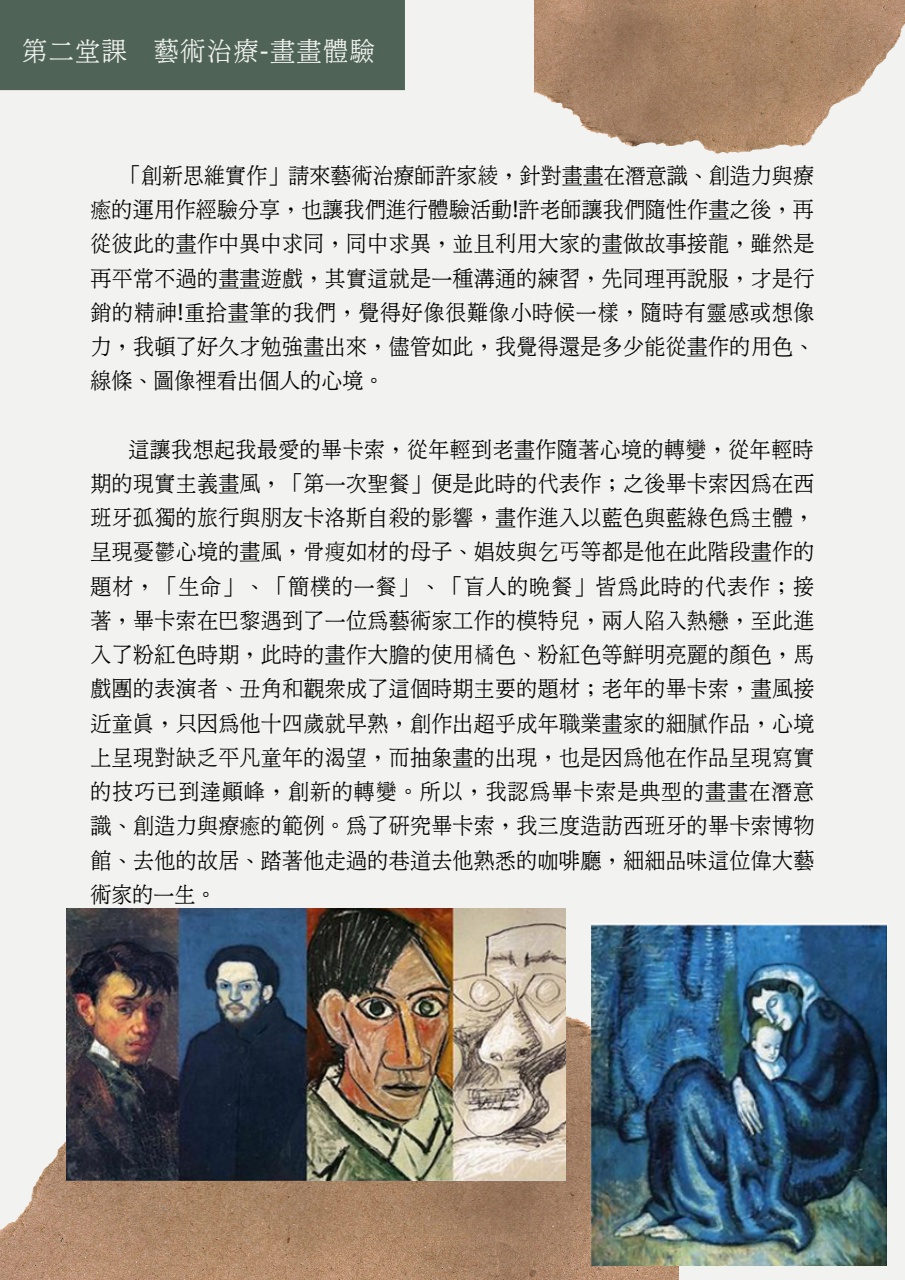 第二堂課　藝術治療-畫畫體驗
「創新思維實作」請來藝術治療師許家綾，針對畫畫在潛意識、創造力與療
癒的運用作經驗分享，也讓我們進行體驗活動!許老師讓我們隨性作畫之後，再
從彼此的畫作中異中求同，同中求異，並且利用大家的畫做故事接龍，雖然是
再平常不過的畫畫遊戲，其實這就是一種溝通的練習，先同理再說服，才是行
銷的精神!重拾畫筆的我們，覺得好像很難像小時候一樣，隨時有靈感或想像
力，我頓了好久才勉強畫出來，儘管如此，我覺得還是多少能從畫作的用色、
線條、圖像裡看出個人的心境。
這讓我想起我最愛的畢卡索，從年輕到老畫作隨著心境的轉變，從年輕時
期的現實主義畫風，「第一次聖餐」便是此時的代表作；之後畢卡索因為在西
班牙孤獨的旅行與朋友卡洛斯自殺的影響，畫作進入以藍色與藍綠色為主體，
呈現憂鬱心境的畫風，骨瘦如材的母子、娼妓與乞丐等都是他在此階段畫作的
題材，「生命」、「簡樸的一餐」、「盲人的晚餐」皆為此時的代表作；接
著，畢卡索在巴黎遇到了一位為藝術家工作的模特兒，兩人陷入熱戀，至此進
入了粉紅色時期，此時的畫作大膽的使用橘色、粉紅色等鮮明亮麗的顏色，馬
戲團的表演者、丑角和觀眾成了這個時期主要的題材；老年的畢卡索，畫風接
近童真，只因為他十四歲就早熟，創作出超乎成年職業畫家的細膩作品，心境
上呈現對缺乏平凡童年的渴望，而抽象畫的出現，也是因為他在作品呈現寫實
的技巧已到達巔峰，創新的轉變。所以，我認為畢卡索是典型的畫畫在潛意
識、創造力與療癒的範例。為了研究畢卡索，我三度造訪西班牙的畢卡索博物
館、去他的故居、踏著他走過的巷道去他熟悉的咖啡廳，細細品味這位偉大藝
術家的一生。